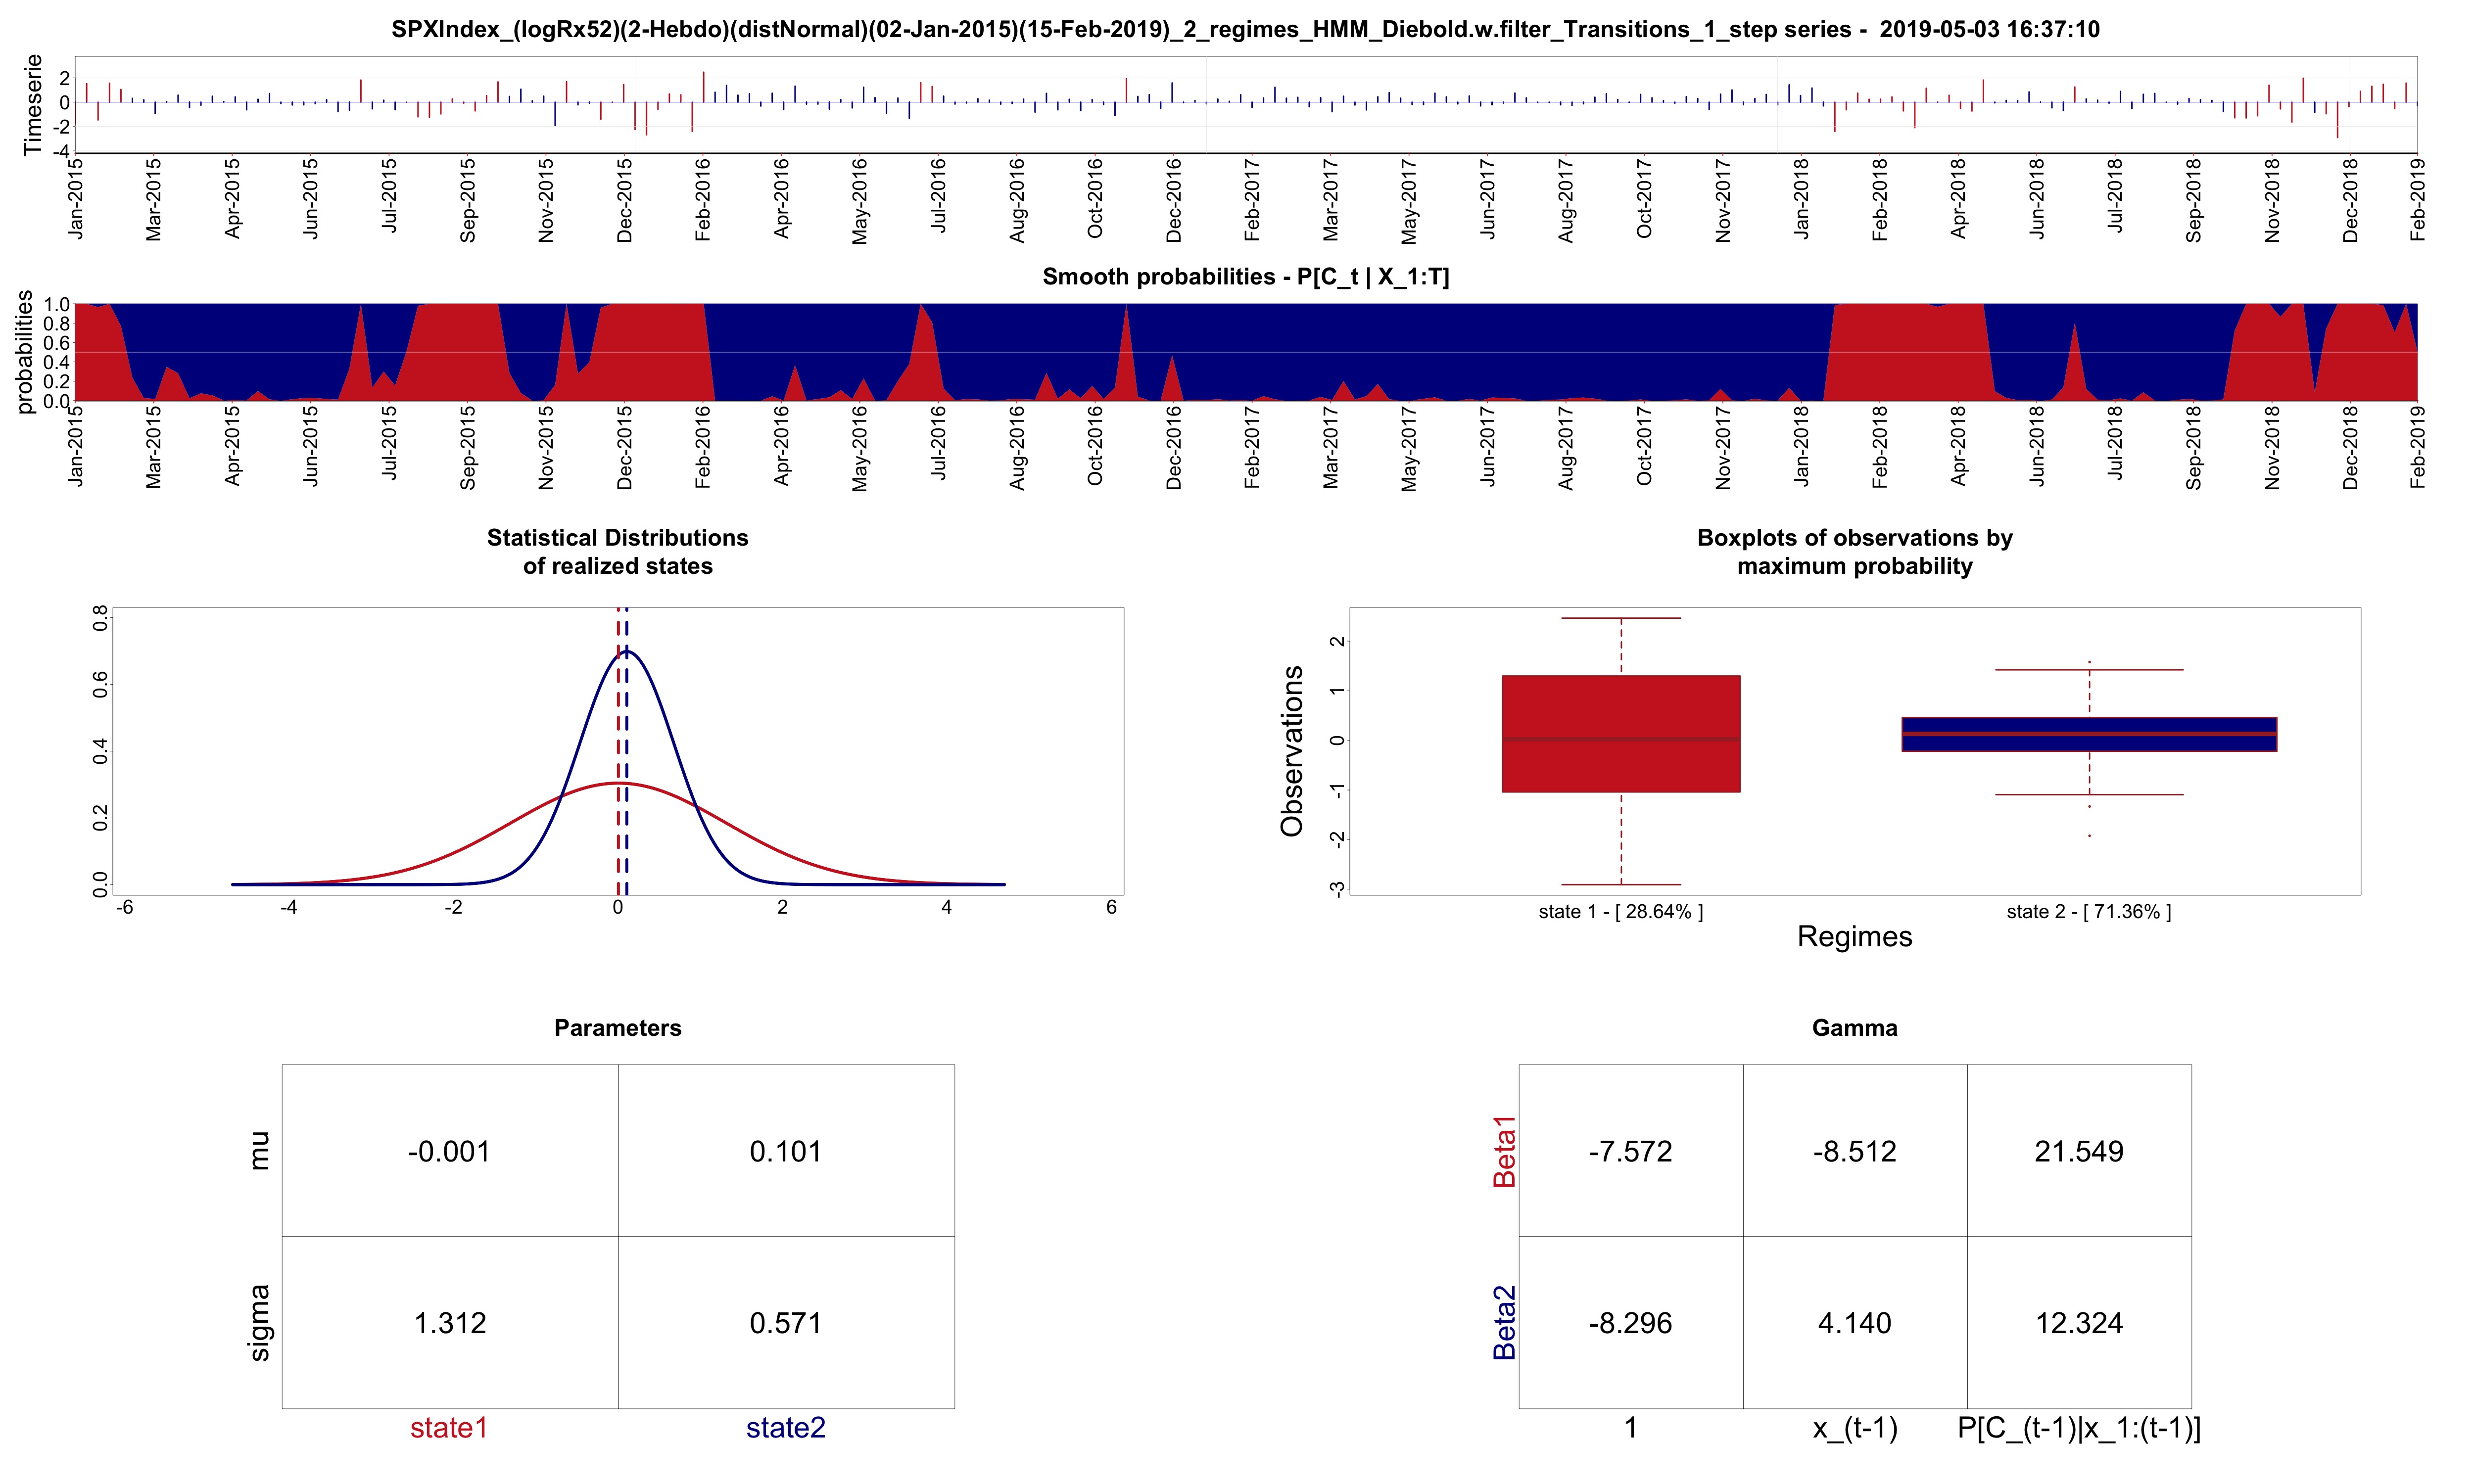 SPXIndex_(logRx52)(2-Hebdo)(distNormal)(02-Jan-2015)(15-Feb-2019)_2_regimes_HMM_Diebold.w.filter_Transitions_1_step series -  2019-05-03 16:37:10
Timeserie
2
0
-2
-4
Jan-2015 Mar-2015 Apr-2015 Jun-2015 Jul-2015 Sep-2015 Nov-2015 Dec-2015 Feb-2016 Apr-2016 May-2016 Jul-2016 Aug-2016 Oct-2016 Dec-2016 Feb-2017 Mar-2017 May-2017 Jun-2017 Aug-2017 Oct-2017 Nov-2017 Jan-2018 Feb-2018 Apr-2018 Jun-2018 Jul-2018 Sep-2018 Nov-2018 Dec-2018 Feb-2019
Smooth probabilities - P[C_t | X_1:T]
probabilities
1.0
0.8
0.6
0.4
0.2
0.0
Jan-2015 Mar-2015 Apr-2015 Jun-2015 Jul-2015 Sep-2015 Nov-2015 Dec-2015 Feb-2016 Apr-2016 May-2016 Jul-2016 Aug-2016 Oct-2016 Dec-2016 Feb-2017 Mar-2017 May-2017 Jun-2017 Aug-2017 Oct-2017 Nov-2017 Jan-2018 Feb-2018 Apr-2018 Jun-2018 Jul-2018 Sep-2018 Nov-2018 Dec-2018 Feb-2019
Statistical Distributions
of realized states
0.8
0.6
0.4
0.2
0.0
-6 -4 -2 0 2 4 6
Boxplots of observations by
maximum probability
Observations
2
1
0
-1
-2
-3
state 1 - [ 28.64% ] state 2 - [ 71.36% ]
Regimes
Parameters
mu -0.001 0.101
sigma 1.312 0.571
state1 state2
Gamma
Beta1 -7.572 -8.512 21.549
Beta2 -8.296 4.140 12.324
1 x_(t-1) P[C_(t-1)|x_1:(t-1)]